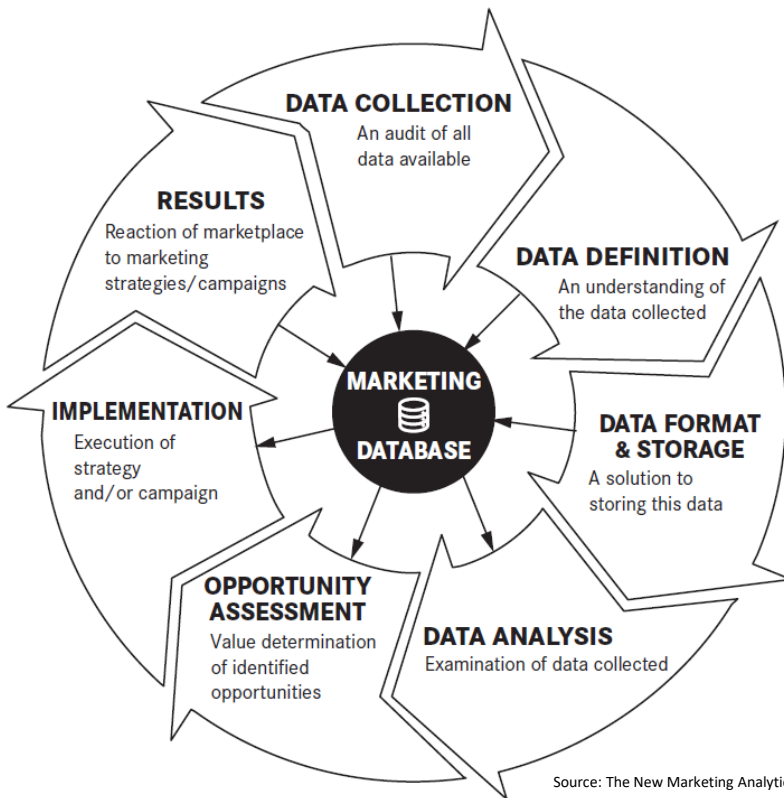 DATA COLLECTION
An audit of all
data available
DATA DEFINITION
An understanding of
the data collected
DATA FORMAT
& STORAGE
A solution to
storing this data
DATA ANALYSIS
Examination of data collected
OPPORTUNITY
ASSESSMENT
Value determination
of identified
opportunities
IMPLEMENTATION
Execution of
strategy
and/or campaign
RESULTS
Reaction of marketplace
to marketing
strategies/campaigns
MARKETING
DATABASE
Source: The New Marketing